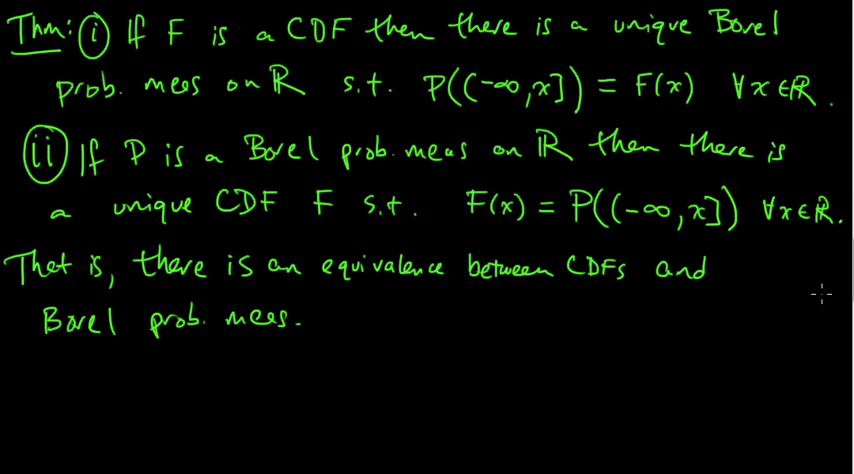 Thm: (i) If F is a CDF then there is a unique Borel
prob. meas on ℝ s.t. P((-∞,x]) = F(x) ∀x∈ℝ.
(ii) If P is a Borel prob. meas on ℝ then there is
a unique CDF F s.t. F(x) = P((-∞,x]) ∀x∈ℝ.
That is, there is an equivalence between CDFs and
Borel prob. meas.